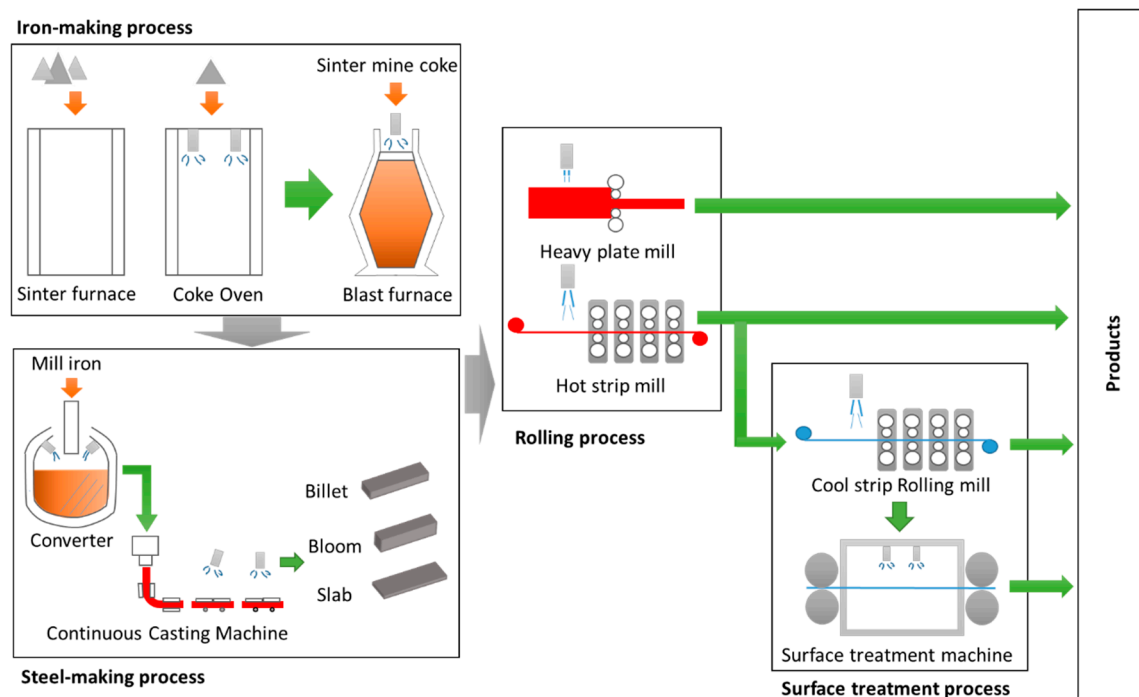 Iron-making process
Sinter mine coke
Sinter furnace
Coke Oven
Blast furnace
Mill iron
Converter
Billet
Bloom
Slab
Continuous Casting Machine
Steel-making process
Heavy plate mill
Hot strip mill
Rolling process
Cool strip Rolling mill
Surface treatment machine
Surface treatment process
Products